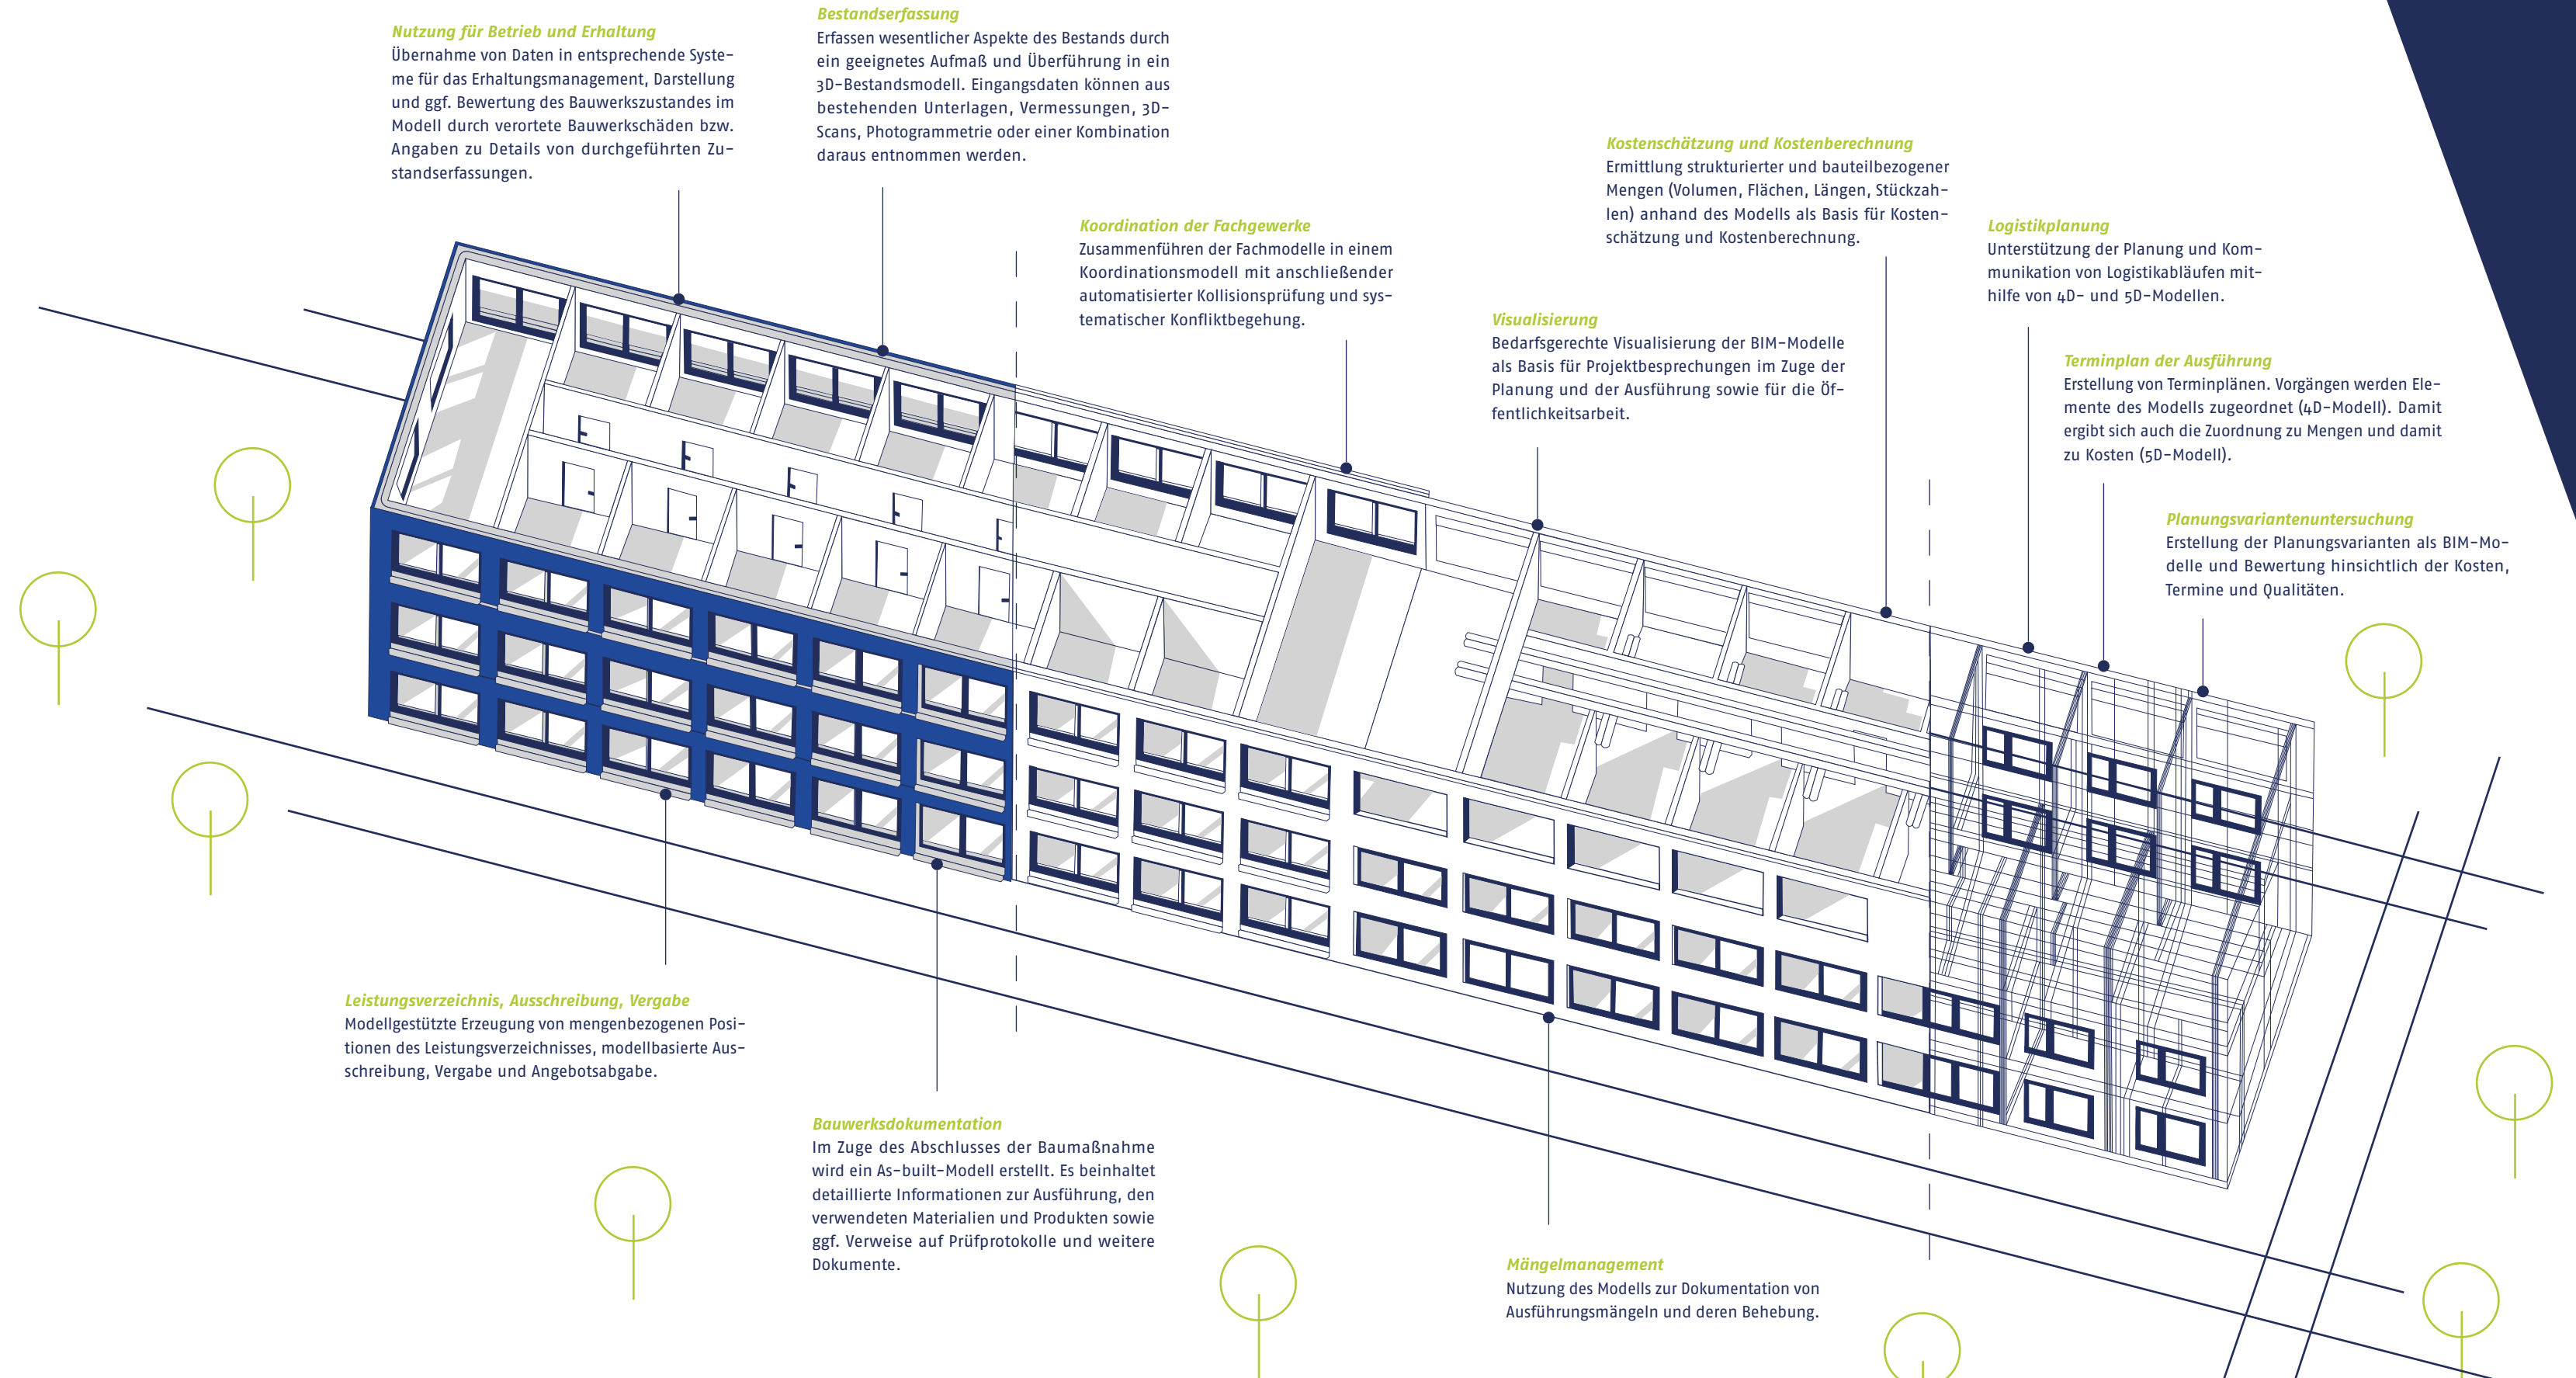 Nutzung für Betrieb und Erhaltung
Übernahme von Daten in entsprechende Syste-
me für das Erhaltungsmanagement, Darstellung
und ggf. Bewertung des Bauwerkszustandes im
Modell durch verortete Bauwerkschäden bzw.
Angaben zu Details von durchgeführten Zu-
standserfassungen.
Bestandserfassung
Erfassen wesentlicher Aspekte des Bestands durch
ein geeignetes Aufmaß und Überführung in ein
3D-Bestandsmodell. Eingangsdaten können aus
bestehenden Unterlagen, Vermessungen, 3D-
Scans, Photogrammetrie oder einer Kombination
daraus entnommen werden.
Koordination der Fachgewerke
Zusammenführen der Fachmodelle in einem
Koordinationsmodell mit anschließender
automatisierter Kollisionsprüfung und sys-
tematischer Konfliktbegehung.
Visualisierung
Bedarfsgerechte Visualisierung der BIM-Modelle
als Basis für Projektbesprechungen im Zuge der
Planung und der Ausführung sowie für die Öf-
fentlichkeitsarbeit.
Kostenschätzung und Kostenberechnung
Ermittlung strukturierter und bauteilbezogener
Mengen (Volumen, Flächen, Längen, Stückzah-
len) anhand des Modells als Basis für Kosten-
schätzung und Kostenberechnung.
Logistikplanung
Unterstützung der Planung und Kom-
munikation von Logistikabläufen mit-
hilfe von 4D- und 5D-Modellen.
Terminplan der Ausführung
Erstellung von Terminplänen. Vorgängen werden Ele-
mente des Modells zugeordnet (4D-Modell). Damit
ergibt sich auch die Zuordnung zu Mengen und damit
zu Kosten (5D-Modell).
Planungsvariantenuntersuchung
Erstellung der Planungsvarianten als BIM-Mo-
delle und Bewertung hinsichtlich der Kosten,
Termine und Qualitäten.
Leistungsverzeichnis, Ausschreibung, Vergabe
Modellgestützte Erzeugung von mengenbezogenen Posi-
tionen des Leistungsverzeichnisses, modellbasierte Aus-
schreibung, Vergabe und Angebotsabgabe.
Bauwerksdokumentation
Im Zuge des Abschlusses der Baumaßnahme
wird ein As-built-Modell erstellt. Es beinhaltet
detaillierte Informationen zur Ausführung, den
verwendeten Materialien und Produkten sowie
ggf. Verweise auf Prüfprotokolle und weitere
Dokumente.
Mängelmanagement
Nutzung des Modells zur Dokumentation von
Ausführungsmängeln und deren Behebung.